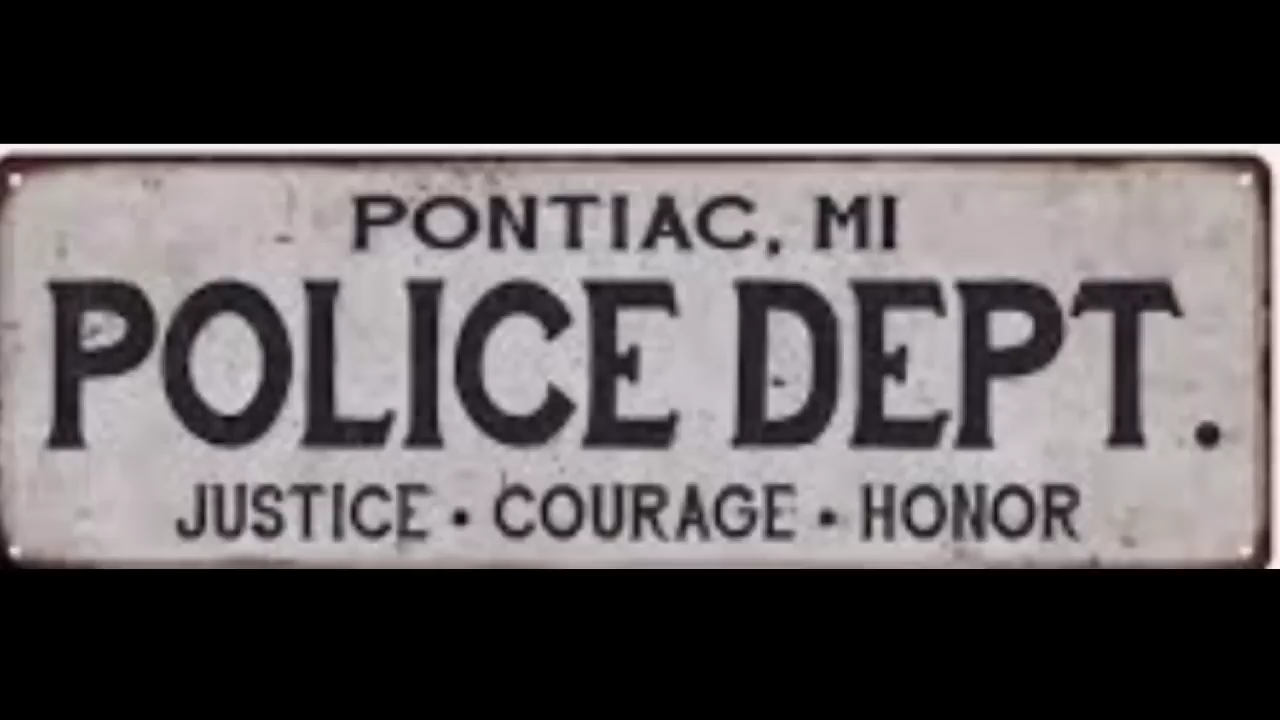 PONTIAC, MI
POLICE DEPT.
JUSTICE • COURAGE • HONOR